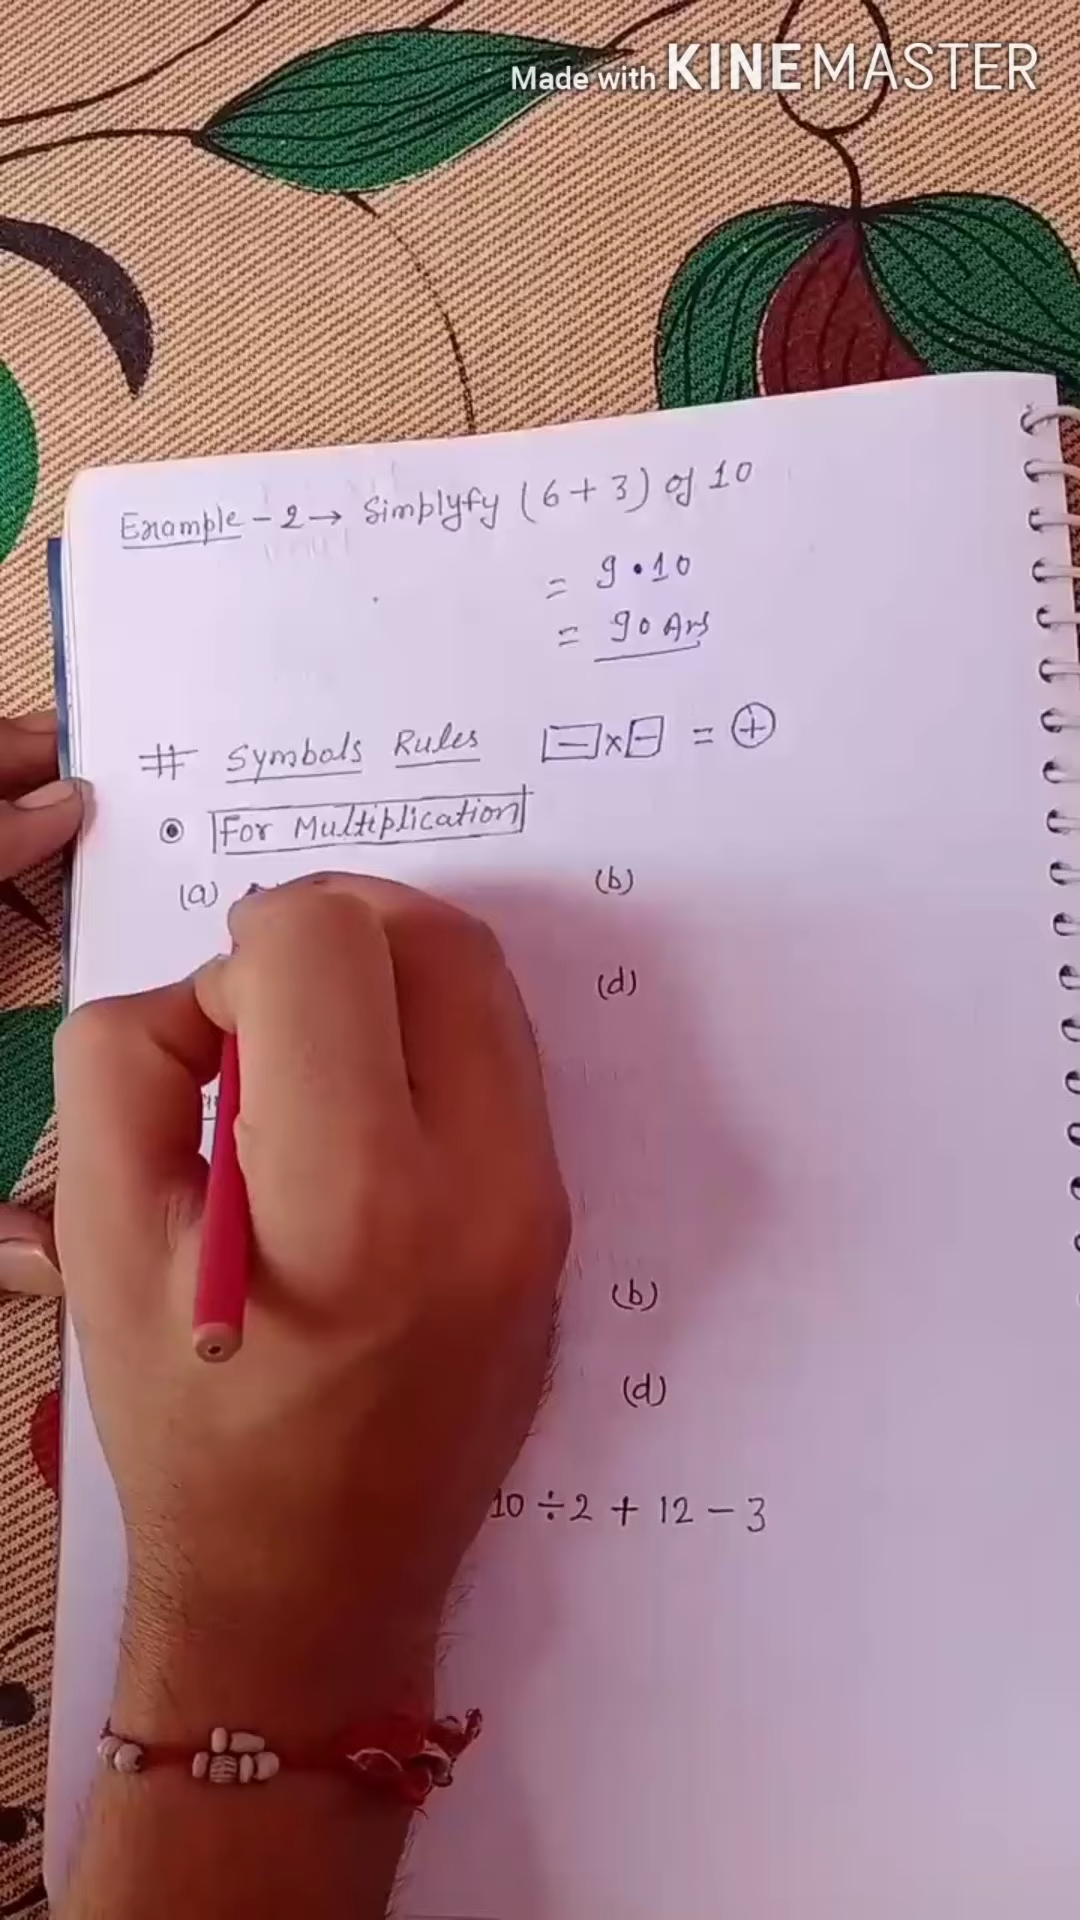 Made with KINEMASTER
Example - 2 → Simplyfy (6+3) of 10
= 9•10
= 90 Ans
# Symbols Rules [-]x[-] = (+)
For Multiplication
(a) (b)
(d)
(b)
(d)
10 ÷ 2 + 12 - 3